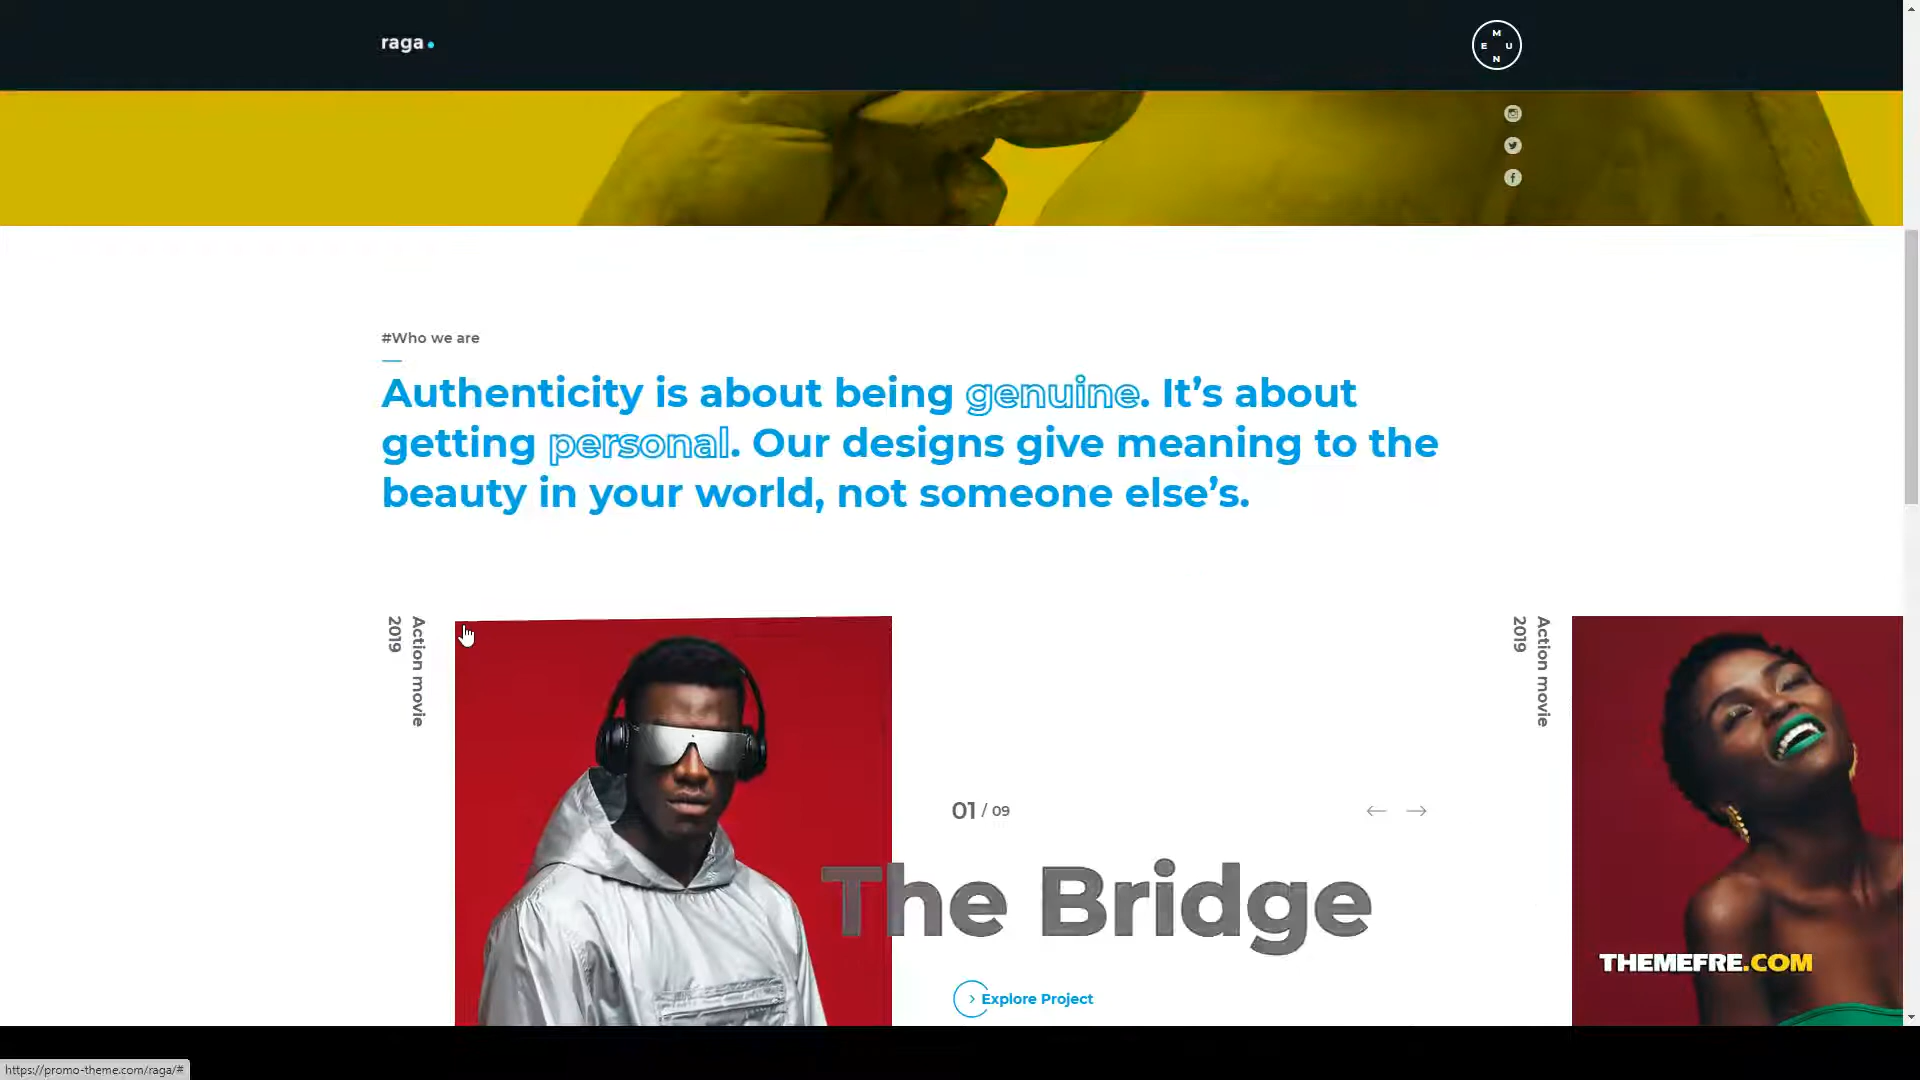 raga
MENU
#Who we are
Authenticity is about being genuine. It’s about
getting personal. Our designs give meaning to the
beauty in your world, not someone else’s.
Action movie
2019
01 / 09
The Bridge
Explore Project
Action movie
2019
THEMEFRE.COM
https://promo-theme.com/raga/#